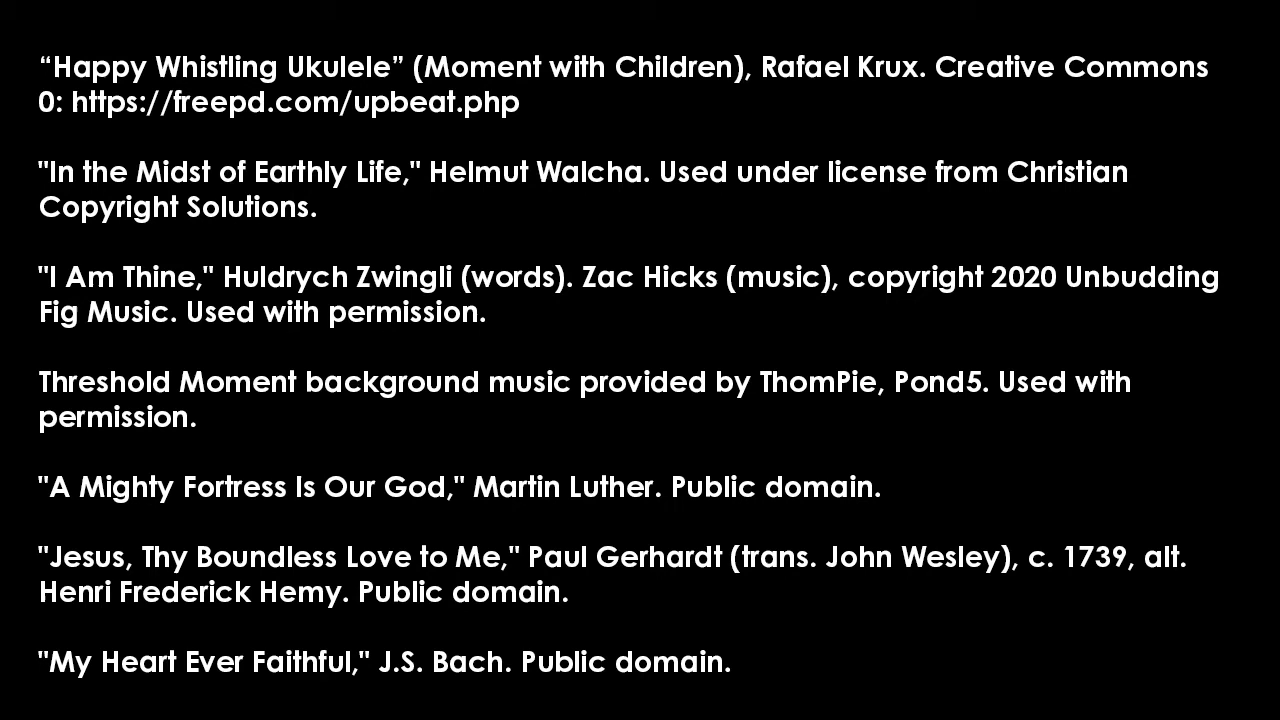 “Happy Whistling Ukulele” (Moment with Children), Rafael Krux. Creative Commons
0: https://freepd.com/upbeat.php
"In the Midst of Earthly Life," Helmut Walcha. Used under license from Christian
Copyright Solutions.
"I Am Thine," Huldrych Zwingli (words). Zac Hicks (music), copyright 2020 Unbudding
Fig Music. Used with permission.
Threshold Moment background music provided by ThomPie, Pond5. Used with
permission.
"A Mighty Fortress Is Our God," Martin Luther. Public domain.
"Jesus, Thy Boundless Love to Me," Paul Gerhardt (trans. John Wesley), c. 1739, alt.
Henri Frederick Hemy. Public domain.
"My Heart Ever Faithful," J.S. Bach. Public domain.